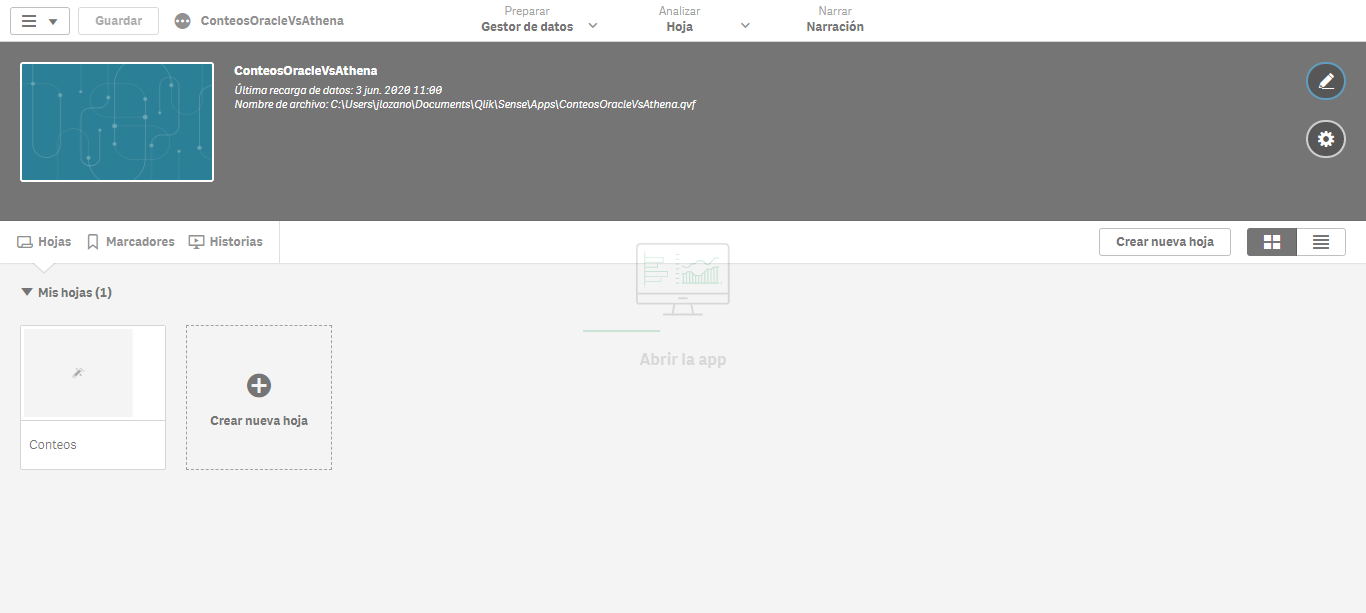 Guardar
ConteosOracleVsAthena
Preparar
Gestor de datos
Analizar
Hoja
Narrar
Narración
ConteosOracleVsAthena
Última recarga de datos: 3 jun. 2020 11:00
Nombre de archivo: C:\Users\jlozano\Documents\Qlik\Sense\Apps\ConteosOracleVsAthena.qvf
Hojas
Marcadores
Historias
Crear nueva hoja
Mis hojas (1)
Abrir la app
Crear nueva hoja
Conteos